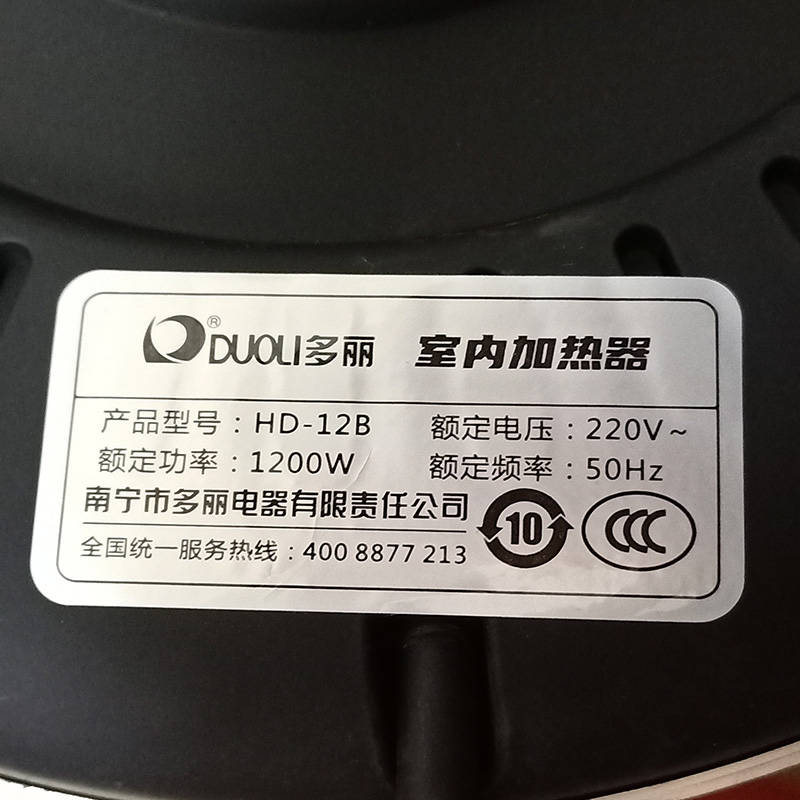 ®DUOLI多丽 室内加热器
产品型号：HD-12B 额定电压：220V~
额定功率：1200W 额定频率：50Hz
南宁市多丽电器有限责任公司
全国统一服务热线：400 8877 213
10
CCC